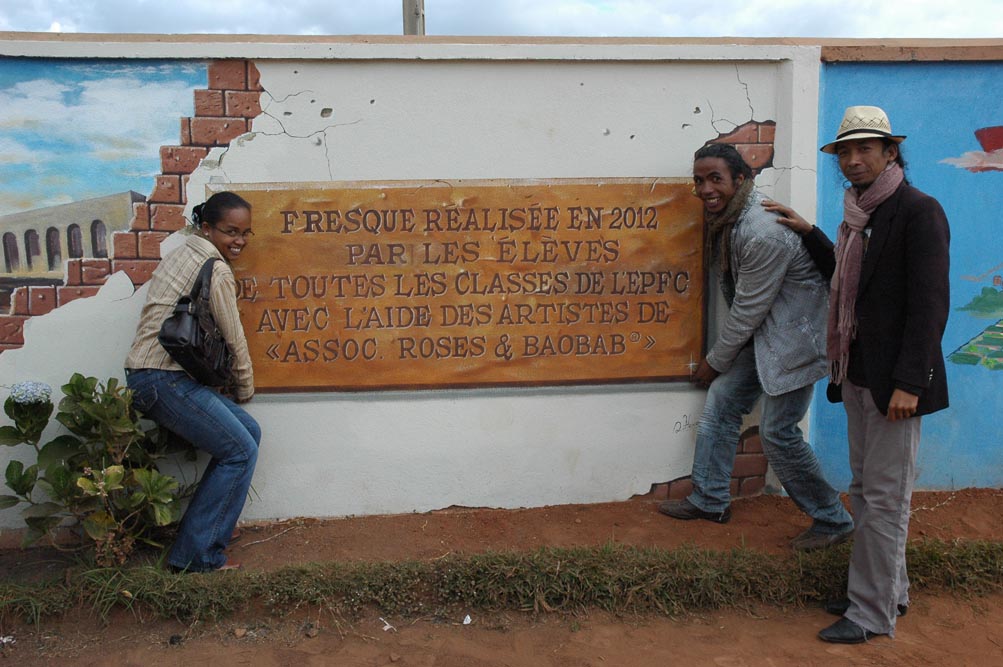 FRESQUE RÉALISÉE EN 2012
PAR LES ÉLÈVES
DE TOUTES LES CLASSES DE L'EPFC
AVEC L'AIDE DES ARTISTES DE
«ASSOC. ROSES & BAOBAB®»